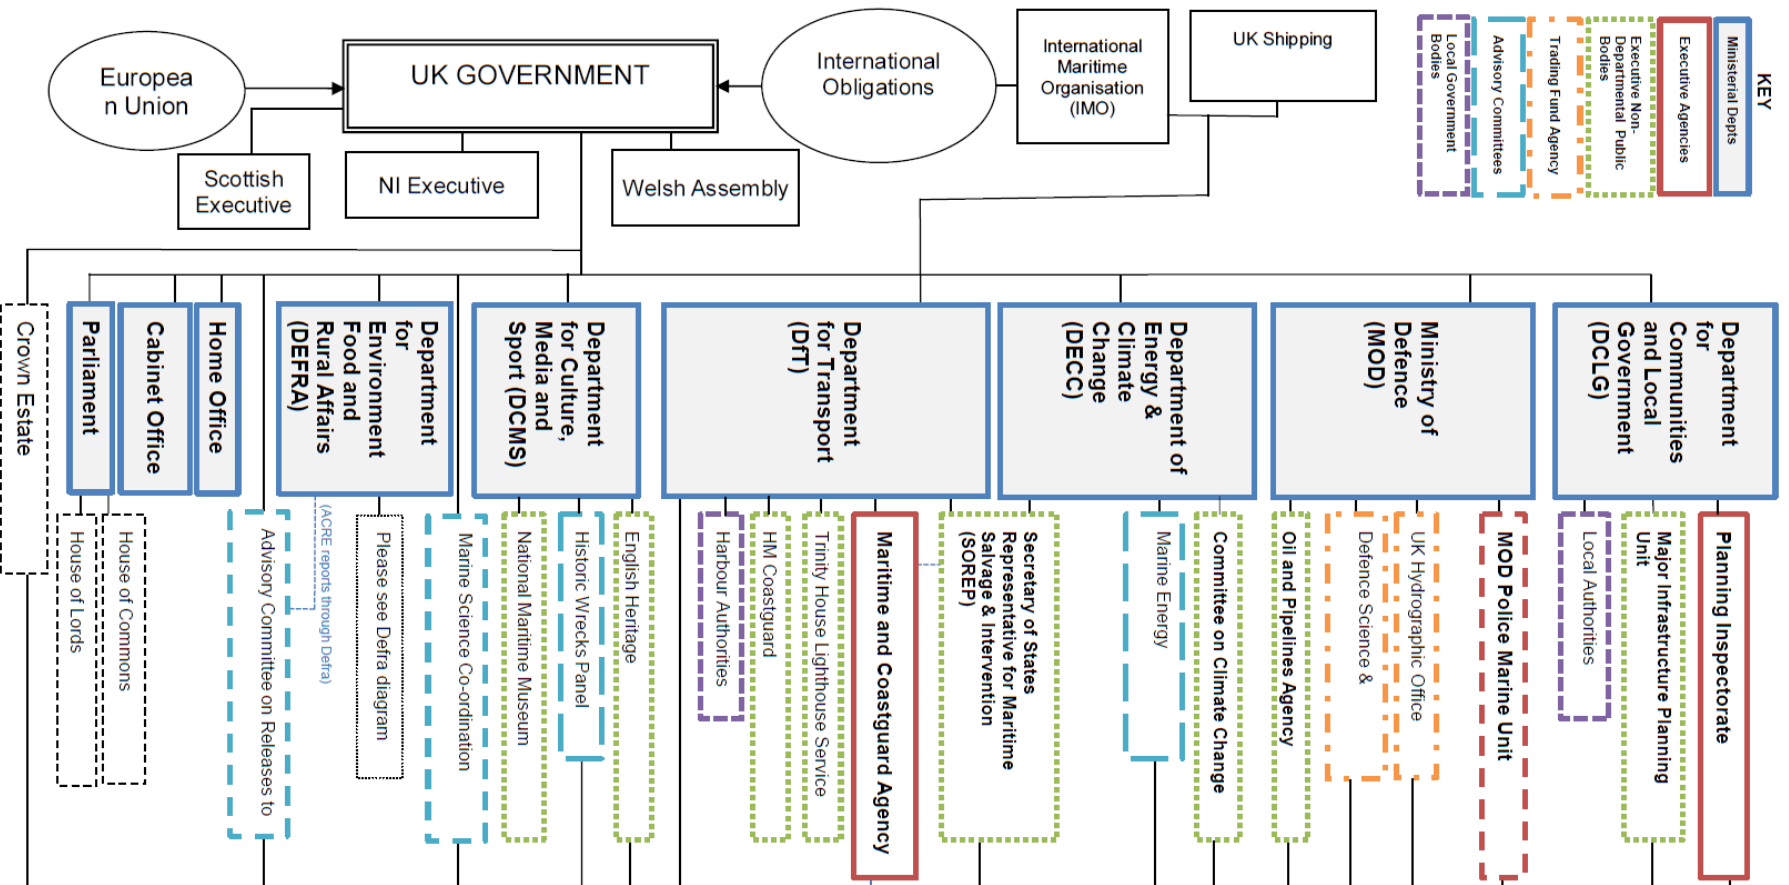 Europea
n Union
UK GOVERNMENT
International
Obligations
International
Maritime
Organisation
(IMO)
UK Shipping
KEY
Ministerial Depts
Executive Agencies
Executive Non-
Departmental Public
Bodies
Trading Fund Agency
Advisory Committees
Local Government
Bodies
Scottish
Executive
NI Executive
Welsh Assembly
Crown Estate
Parliament
Cabinet Office
Home Office
Department
for
Environment
Food and
Rural Affairs
(DEFRA)
Department
for Culture,
Media and
Sport (DCMS)
Department
for Transport
(DfT)
Department of
Energy &
Climate
Change
(DECC)
Ministry of
Defence
(MOD)
Department
for
Communities
and Local
Government
(DCLG)
House of Lords
House of Commons
Advisory Committee on Releases to
(ACRE reports through Defra)
Please see Defra diagram
Marine Science Co-ordination
National Maritime Museum
Historic Wrecks Panel
English Heritage
Harbour Authorities
HM Coastguard
Trinity House Lighthouse Service
Maritime and Coastguard Agency
Secretary of States
Representative for Maritime
Salvage & Intervention
(SOREP)
Marine Energy
Committee on Climate Change
Oil and Pipelines Agency
Defence Science &
UK Hydrographic Office
MOD Police Marine Unit
Local Authorities
Major Infrastructure Planning
Unit
Planning Inspectorate